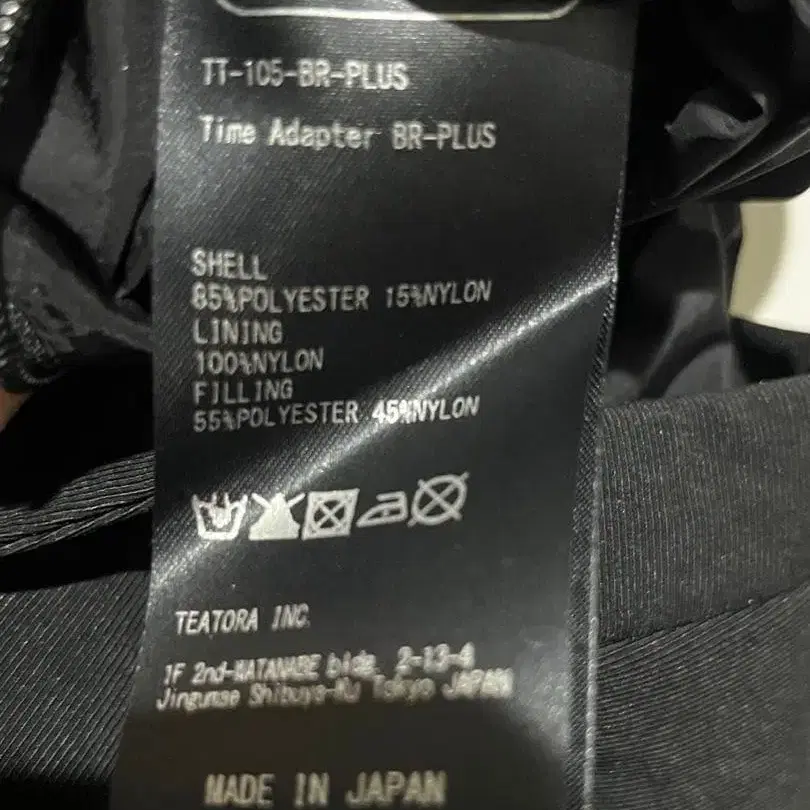 TT-105-BR-PLUS
Time Adapter BR-PLUS
SHELL
85%POLYESTER 15%NYLON
LINING
100%NYLON
FILLING
55%POLYESTER 45%NYLON
TEATORA INC.
1F 2nd-WATANABE bldg. 2-13-4
Jingumae Shibuya-Ku Tokyo JAPAN
MADE IN JAPAN